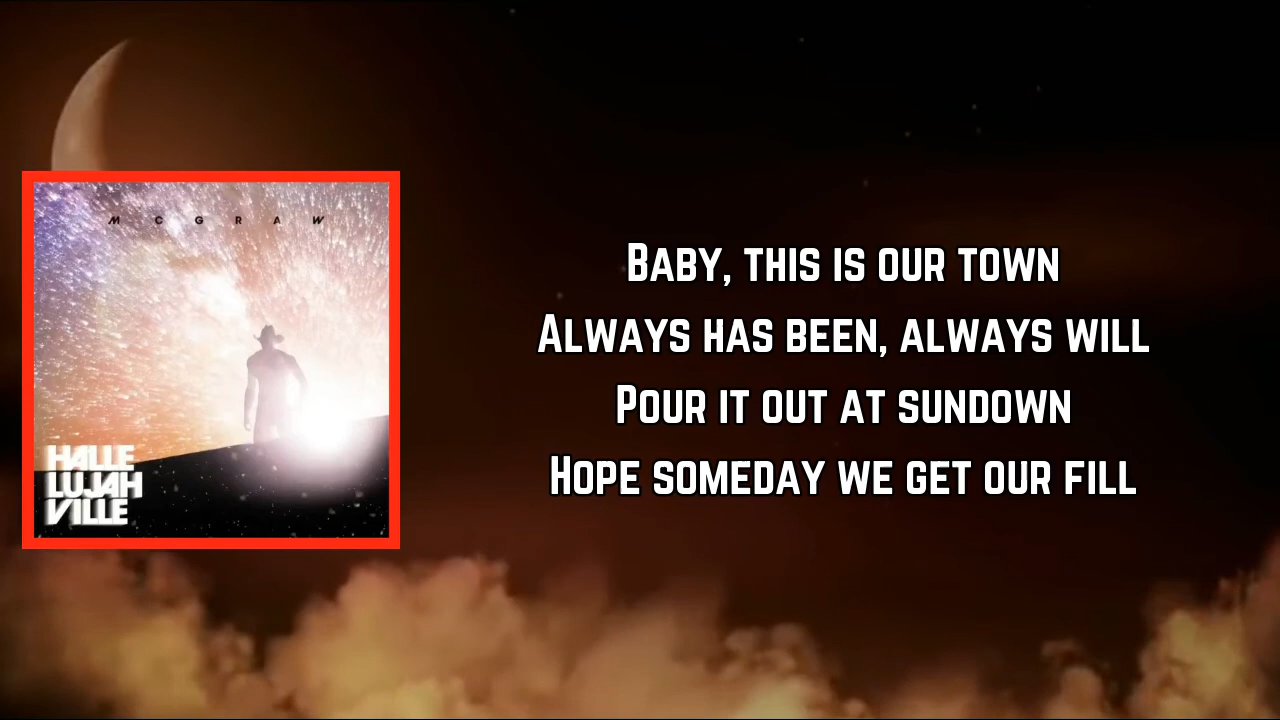 MCGRAW
HALLE
LUJAH
VILLE
BABY, THIS IS OUR TOWN
ALWAYS HAS BEEN, ALWAYS WILL
POUR IT OUT AT SUNDOWN
HOPE SOMEDAY WE GET OUR FILL